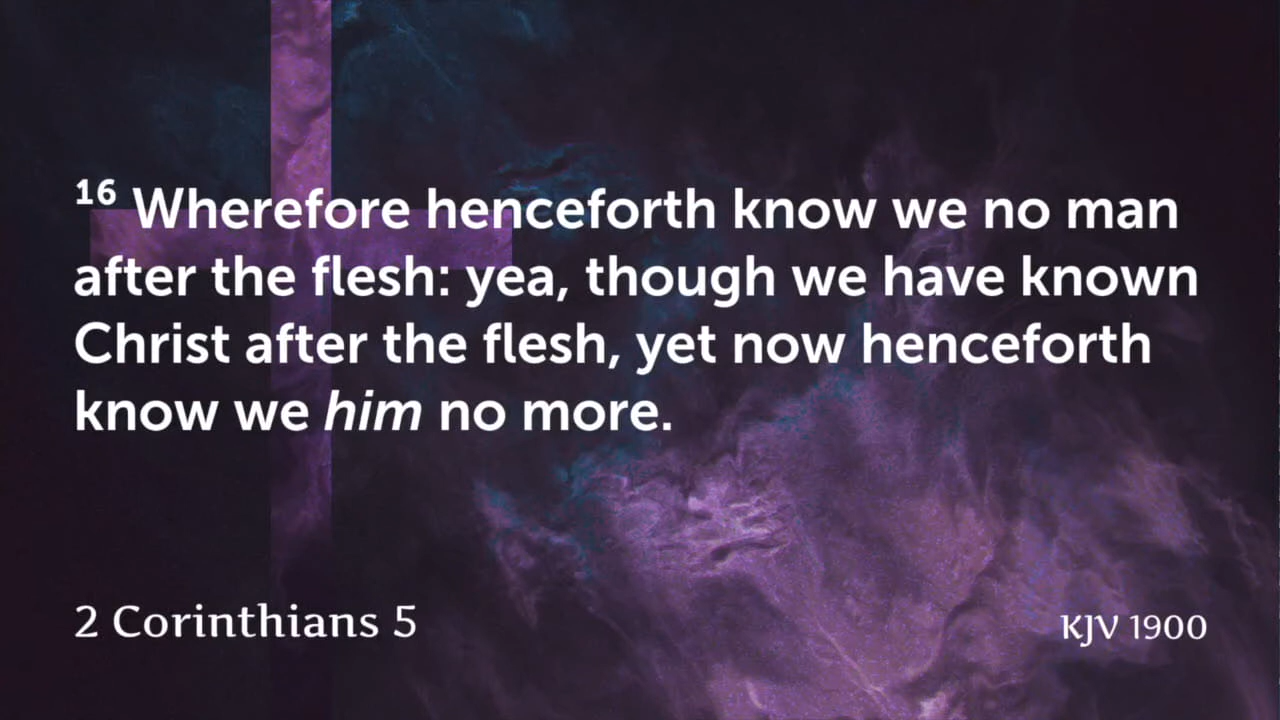 16 Wherefore henceforth know we no man
after the flesh: yea, though we have known
Christ after the flesh, yet now henceforth
know we him no more.
2 Corinthians 5
KJV 1900